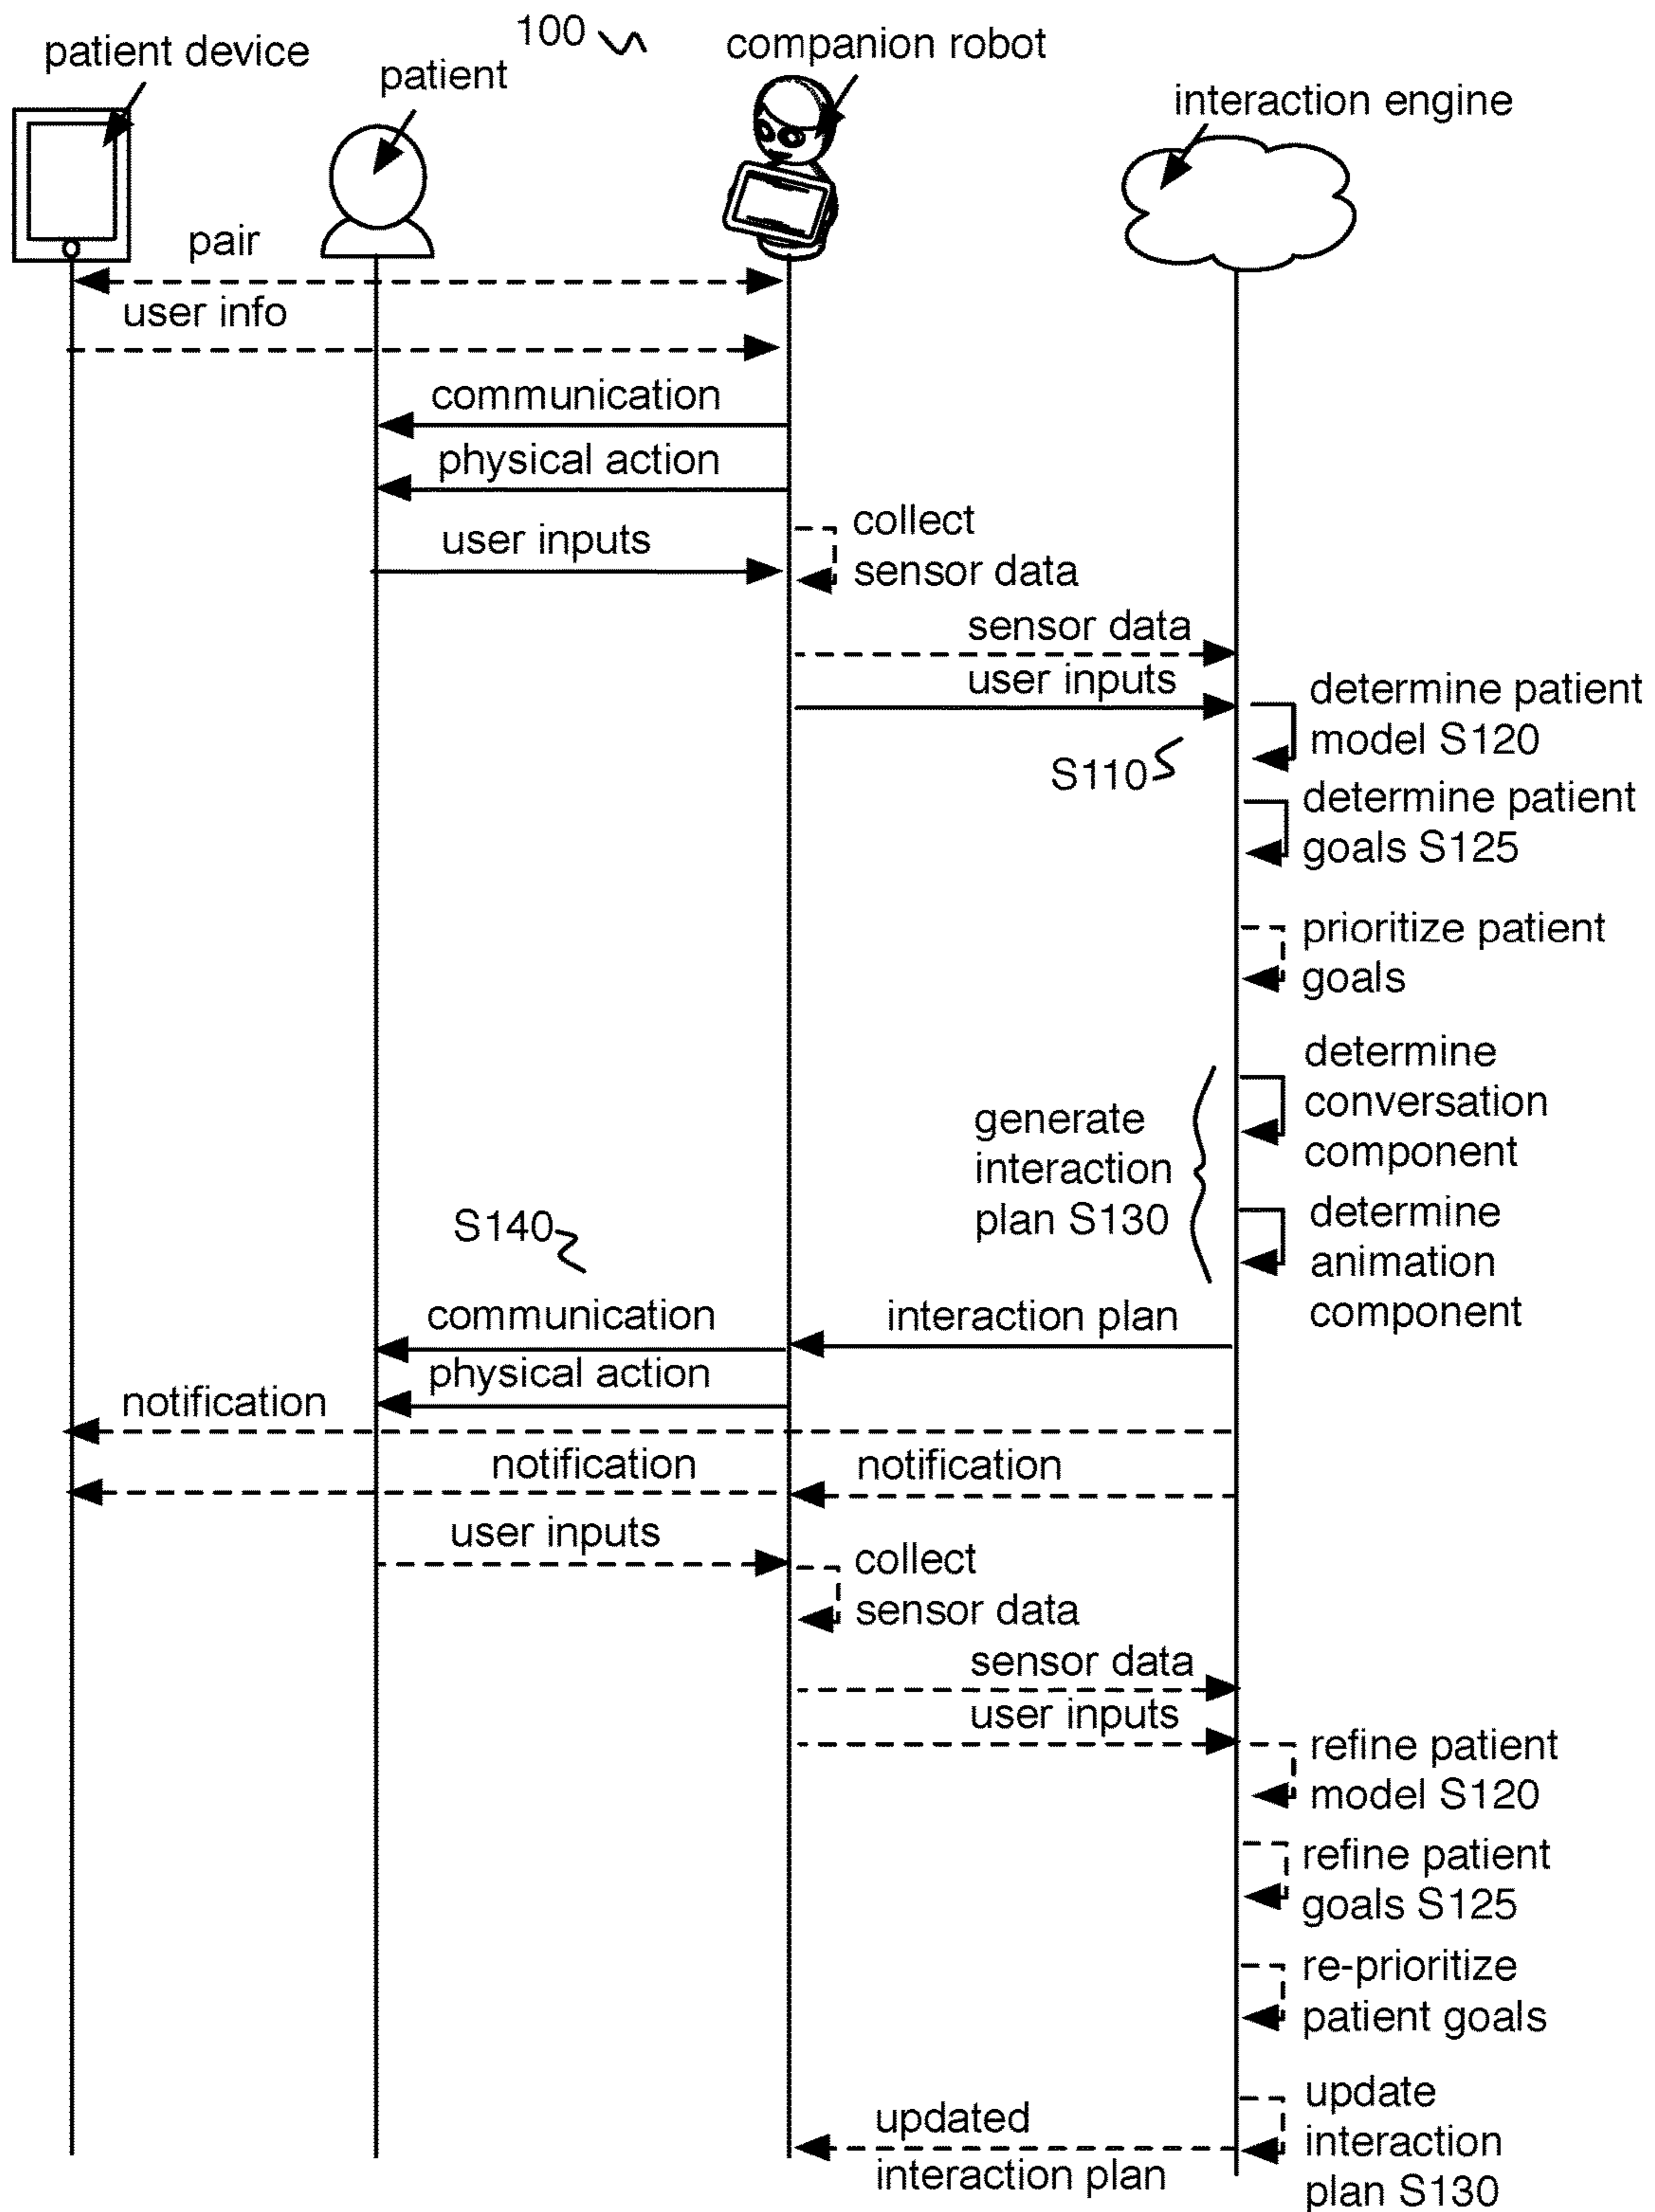 100
companion robot
patient device
patient
interaction engine
pair
user info
communication
physical action
collect
user inputs
sensor data
sensor data
user inputs
determine patient
model S120
S110
determine patient
goals S125
prioritize patient
goals
determine
conversation
component
generate
interaction
plan S130
determine
animation
component
S140
communication
interaction plan
physical action
notification
notification
notification
user inputs
collect
sensor data
sensor data
user inputs
refine patient
model S120
refine patient
goals S125
re-prioritize
patient goals
update
interaction
plan S130
updated
interaction plan